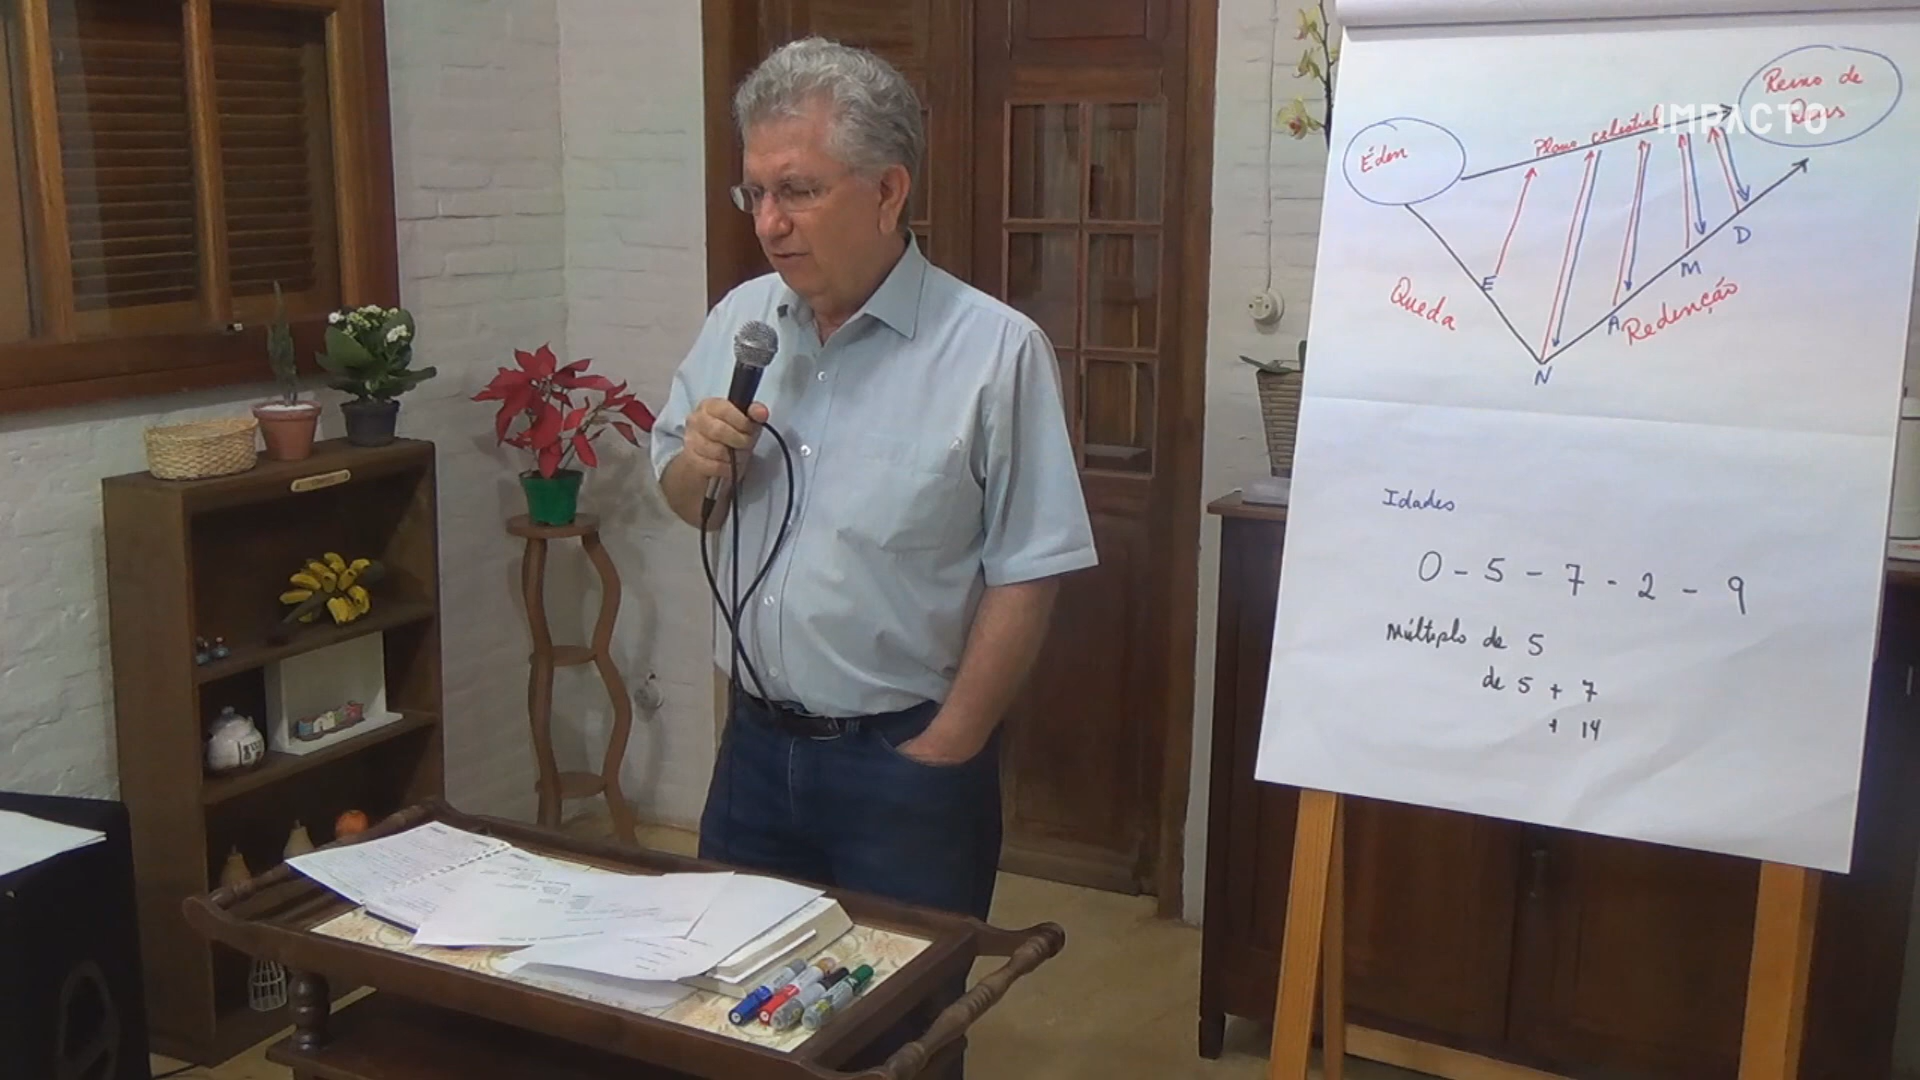 IMPACTO
Reino de
Deus
Plano celestial
Éden
D
M
E
Queda
Redenção
A
N
Idades
0 - 5 - 7 - 2 - 9
Múltiplo de 5
de 5 + 7
+ 14